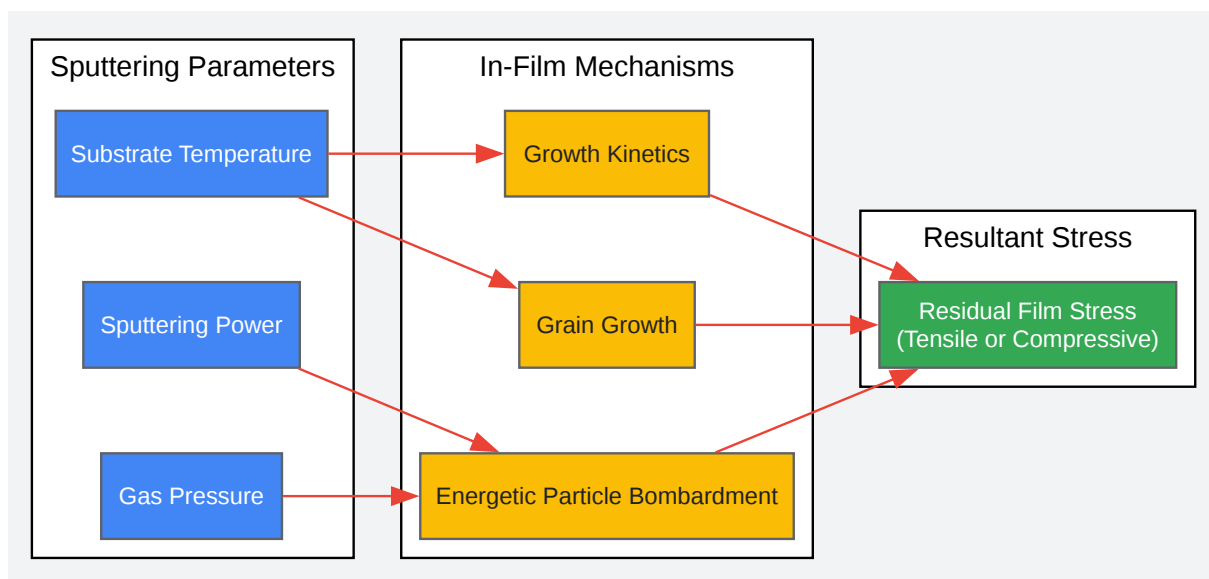 Sputtering Parameters
Substrate Temperature
Sputtering Power
Gas Pressure
In-Film Mechanisms
Growth Kinetics
Grain Growth
Energetic Particle Bombardment
Resultant Stress
Residual Film Stress
(Tensile or Compressive)